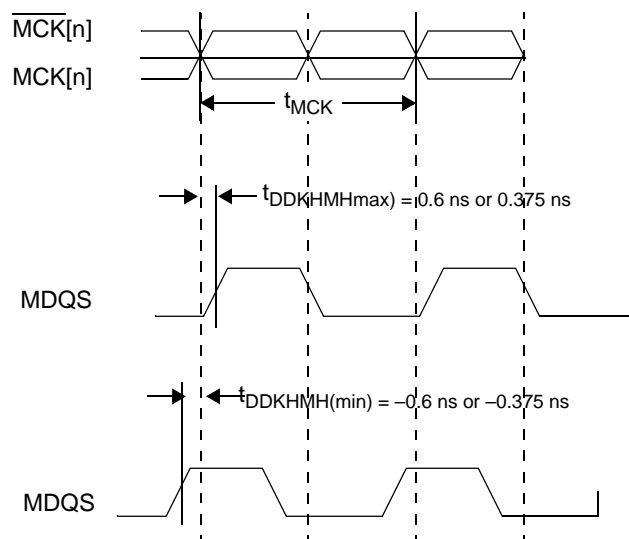 MCK[n]
MCK[n]
tMCK
tDDKHMHmax) = 0.6 ns or 0.375 ns
MDQS
tDDKHMH(min) = –0.6 ns or –0.375 ns
MDQS